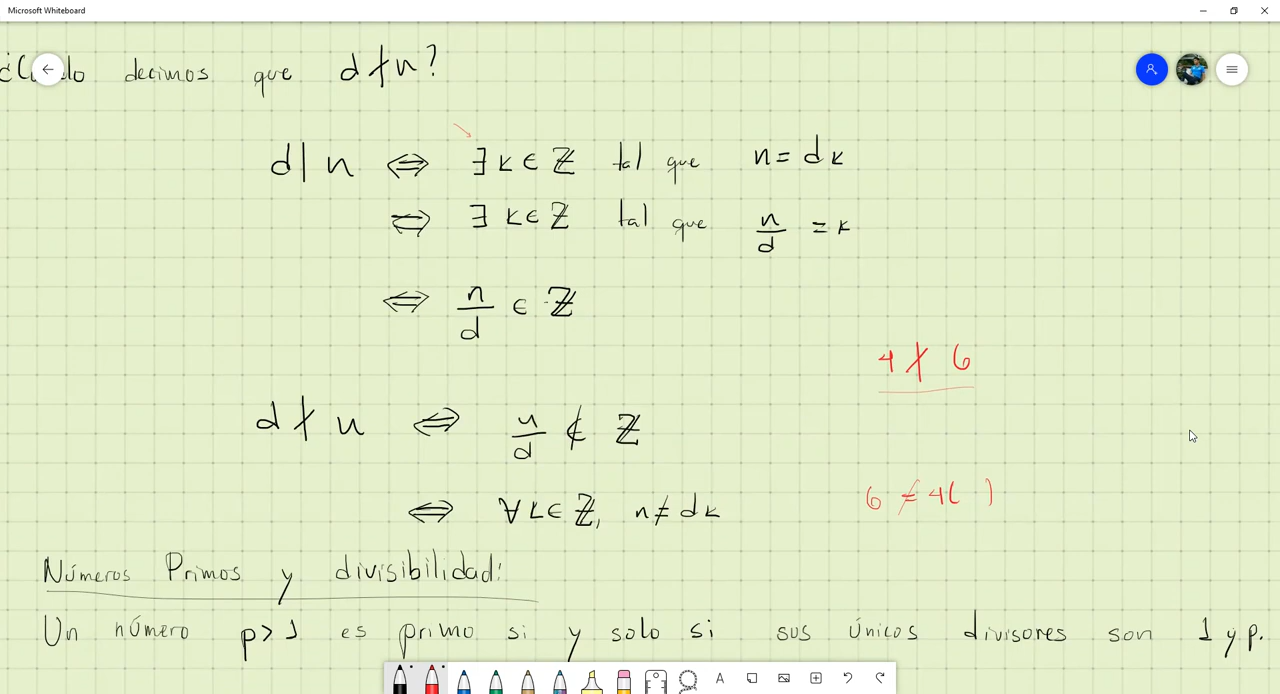 Microsoft Whiteboard
decimos que d∤n?
d | n ⇔ ∃ k ∈ ℤ tal que n = dk
⇔ ∃ k ∈ ℤ tal que n/d = k
⇔ n/d ∈ ℤ
4 ∤ 6
d ∤ n ⇔ n/d ∉ ℤ
6 ≠ 4( )
⇔ ∀ k ∈ ℤ, n ≠ dk
Números Primos y divisibilidad:
Un número p > 1 es primo si y solo si sus únicos divisores son 1 y p.